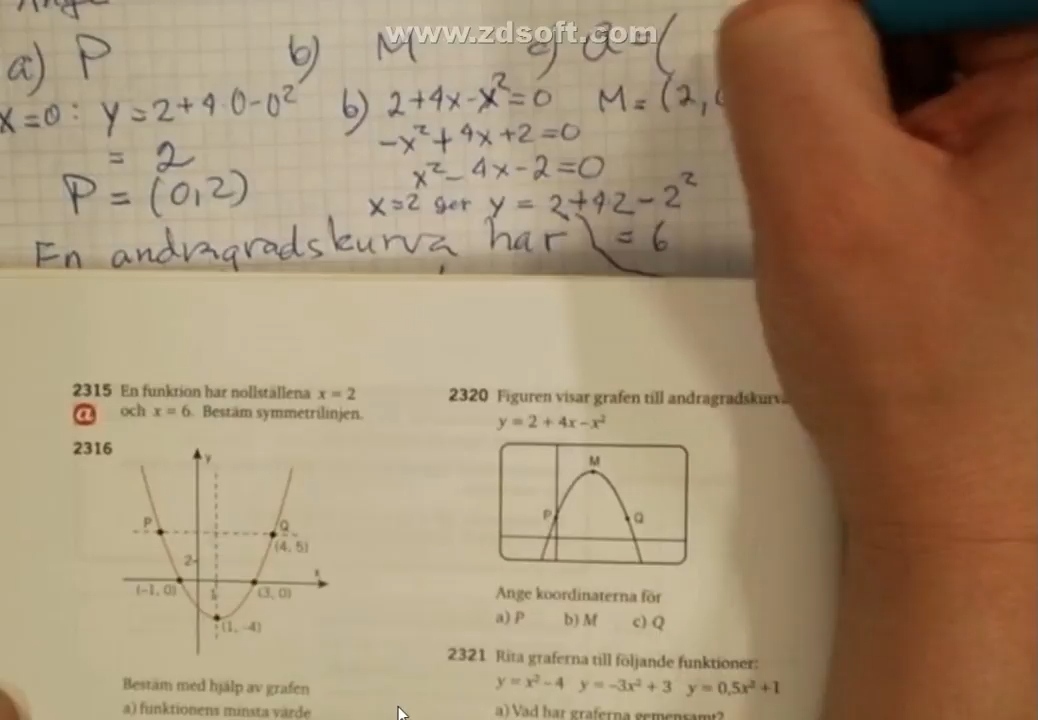 www.zdsoft.com
a) P b) M c) Q = (
x=0: y = 2+4·0-0² b) 2+4x-x²=0 M = (2,
= 2 -x²+4x+2=0
x²-4x-2=0
P = (0,2) x=2 ger y = 2+4·2-2²
= 6
En andragradskurva har
2315 En funktion har nollställena x = 2
och x = 6. Bestäm symmetrilinjen.
2316
y
P
Q
(4, 5)
2
x
(-1, 0) 1 (3, 0)
(1, -4)
Bestäm med hjälp av grafen
a) funktionens minsta värde
2320 Figuren visar grafen till andragradskurva
y = 2 + 4x - x²
M
P
Q
Ange koordinaterna för
a) P b) M c) Q
2321 Rita graferna till följande funktioner:
y = x² - 4 y = -3x² + 3 y = 0,5x² + 1
a) Vad har graferna gemensamt?